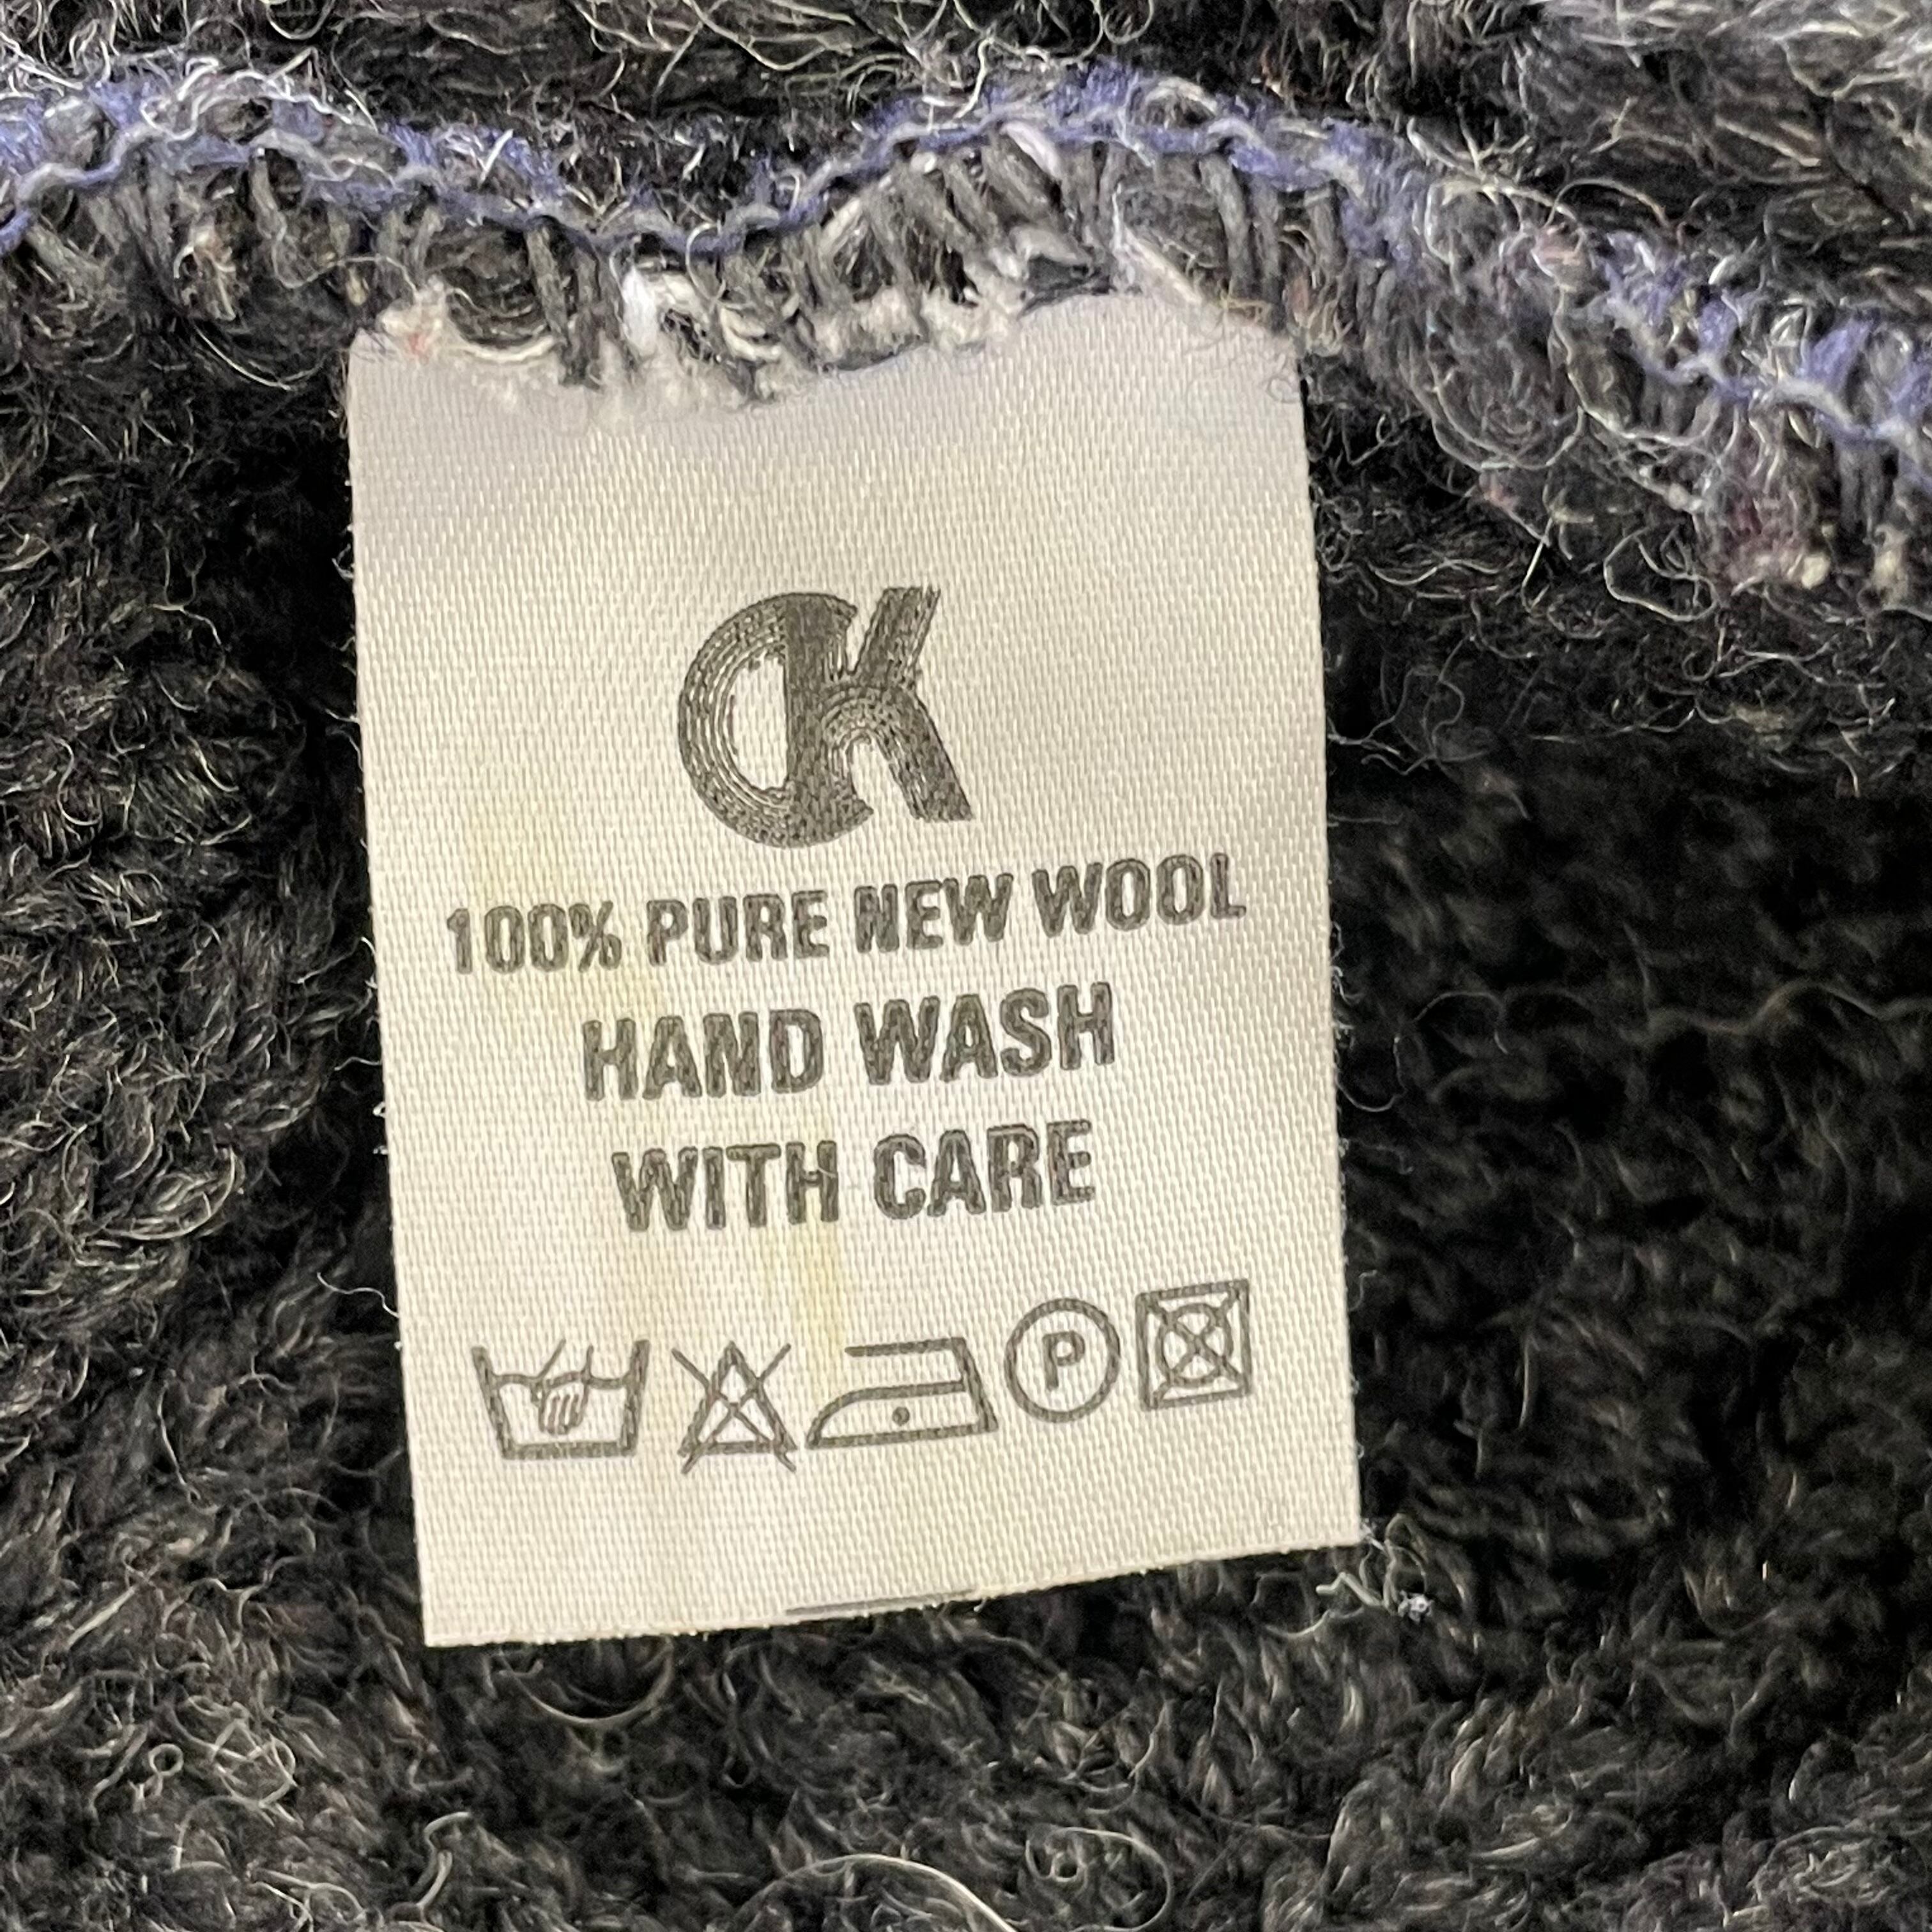 CK
100% PURE NEW WOOL
HAND WASH
WITH CARE
P